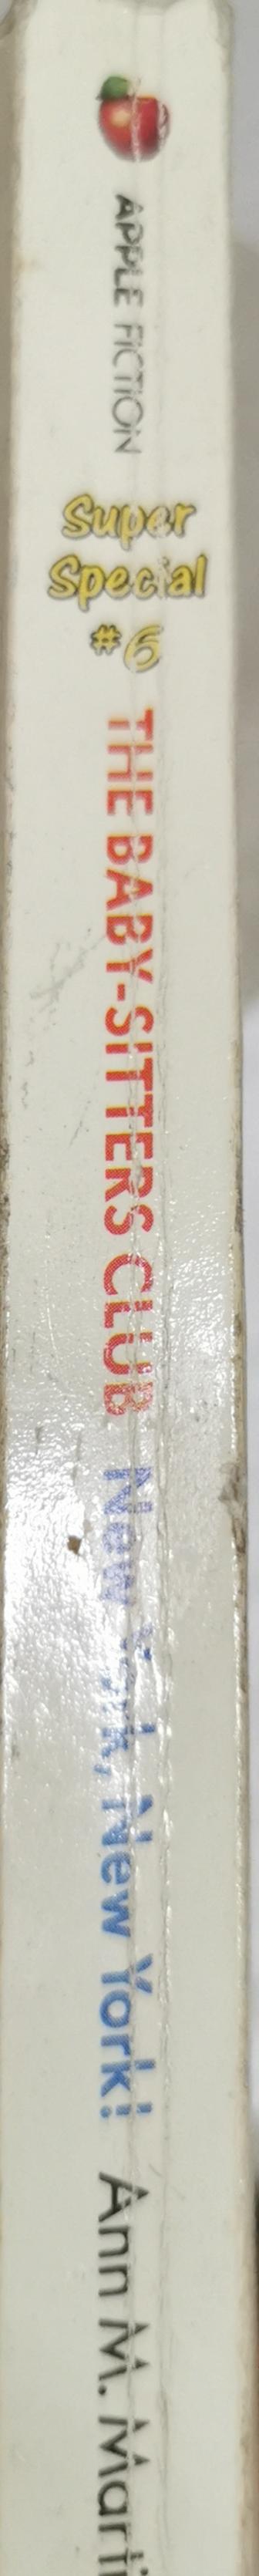 APPLE FICTION
Super
Special
#6
THE BABY-SITTERS CLUB New York, New York! Ann M. Marti